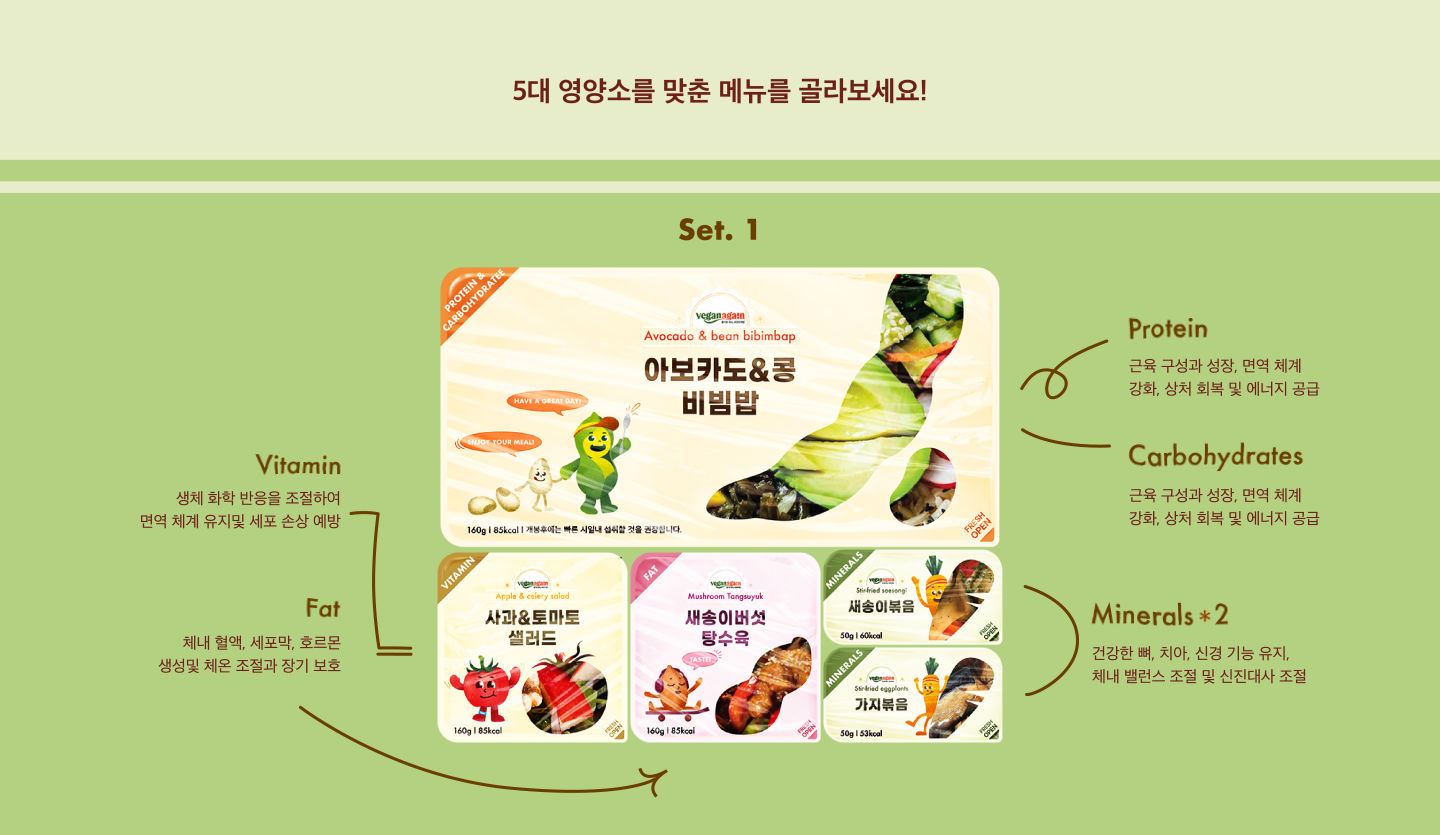 5대 영양소를 맞춘 메뉴를 골라보세요!
Set. 1
PROTEIN &
CARBOHYDRATEE
veganagain
Avocado & bean bibimbap
아보카도&콩
비빔밥
HAVE A GREAT DAY!
ENJOY YOUR MEAL!
160g | 85kcal | 개봉후에는 빠른 시일내 섭취할 것을 권장합니다.
FRESH
OPEN
Protein
근육 구성과 성장, 면역 체계
강화, 상처 회복 및 에너지 공급
Carbohydrates
근육 구성과 성장, 면역 체계
강화, 상처 회복 및 에너지 공급
Vitamin
생체 화학 반응을 조절하여
면역 체계 유지및 세포 손상 예방
Fat
체내 혈액, 세포막, 호르몬
생성및 체온 조절과 장기 보호
VITAMIN
veganagain
Apple & celery salad
사과&토마토
샐러드
160g | 85kcal
FRESH
OPEN
FAT
veganagain
Mushroom Tangsuyuk
새송이버섯
탕수육
TASTE!
160g | 85kcal
FRESH
OPEN
MINERALS
veganagain
Stir-fried saesongi
새송이볶음
50g | 60kcal
FRESH
OPEN
MINERALS
veganagain
Stir-fried eggplants
가지볶음
50g | 53kcal
FRESH
OPEN
Minerals *2
건강한 뼈, 치아, 신경 기능 유지,
체내 밸런스 조절 및 신진대사 조절